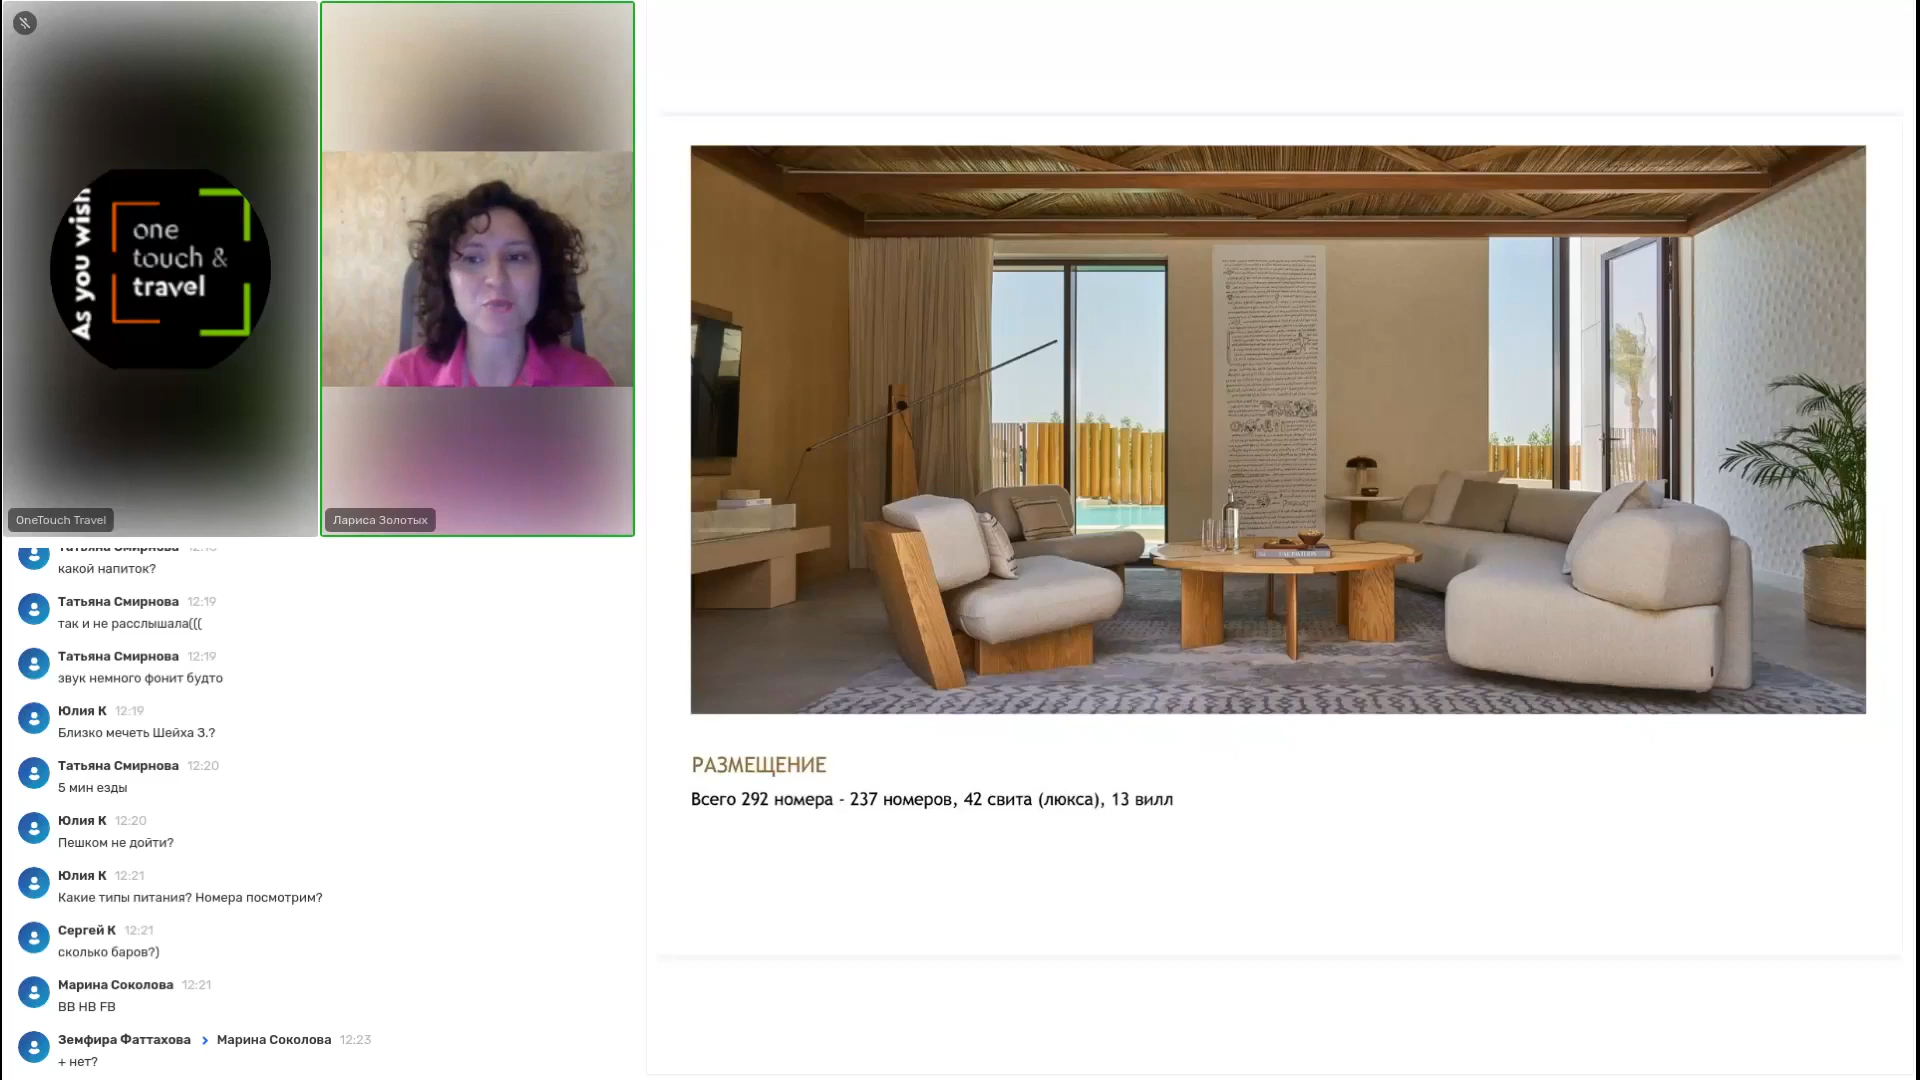 As you wish
one
touch &
travel
OneTouch Travel
Лариса Золотых
Татьяна Смирнова
какой напиток?
Татьяна Смирнова 12:19
так и не расслышала(((
Татьяна Смирнова 12:19
звук немного фонит будто
Юлия К 12:19
Близко мечеть Шейха З.?
Татьяна Смирнова 12:20
5 мин езды
Юлия К 12:20
Пешком не дойти?
Юлия К 12:21
Какие типы питания? Номера посмотрим?
Сергей К 12:21
сколько баров?)
Марина Соколова 12:21
BB HB FB
Земфира Фаттахова > Марина Соколова 12:23
+ нет?
РАЗМЕЩЕНИЕ
Всего 292 номера - 237 номеров, 42 свита (люкса), 13 вилл